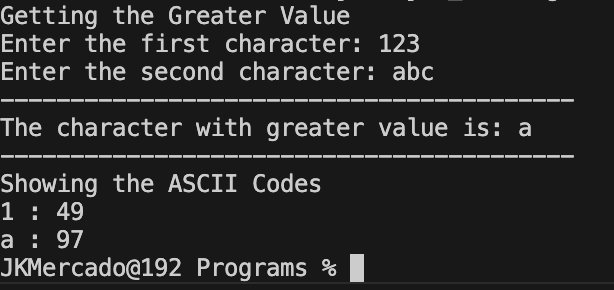 Getting the Greater Value
Enter the first character: 123
Enter the second character: abc
-----------------------------------------
The character with greater value is: a
-----------------------------------------
Showing the ASCII Codes
1 : 49
a : 97
JKMercado@192 Programs %